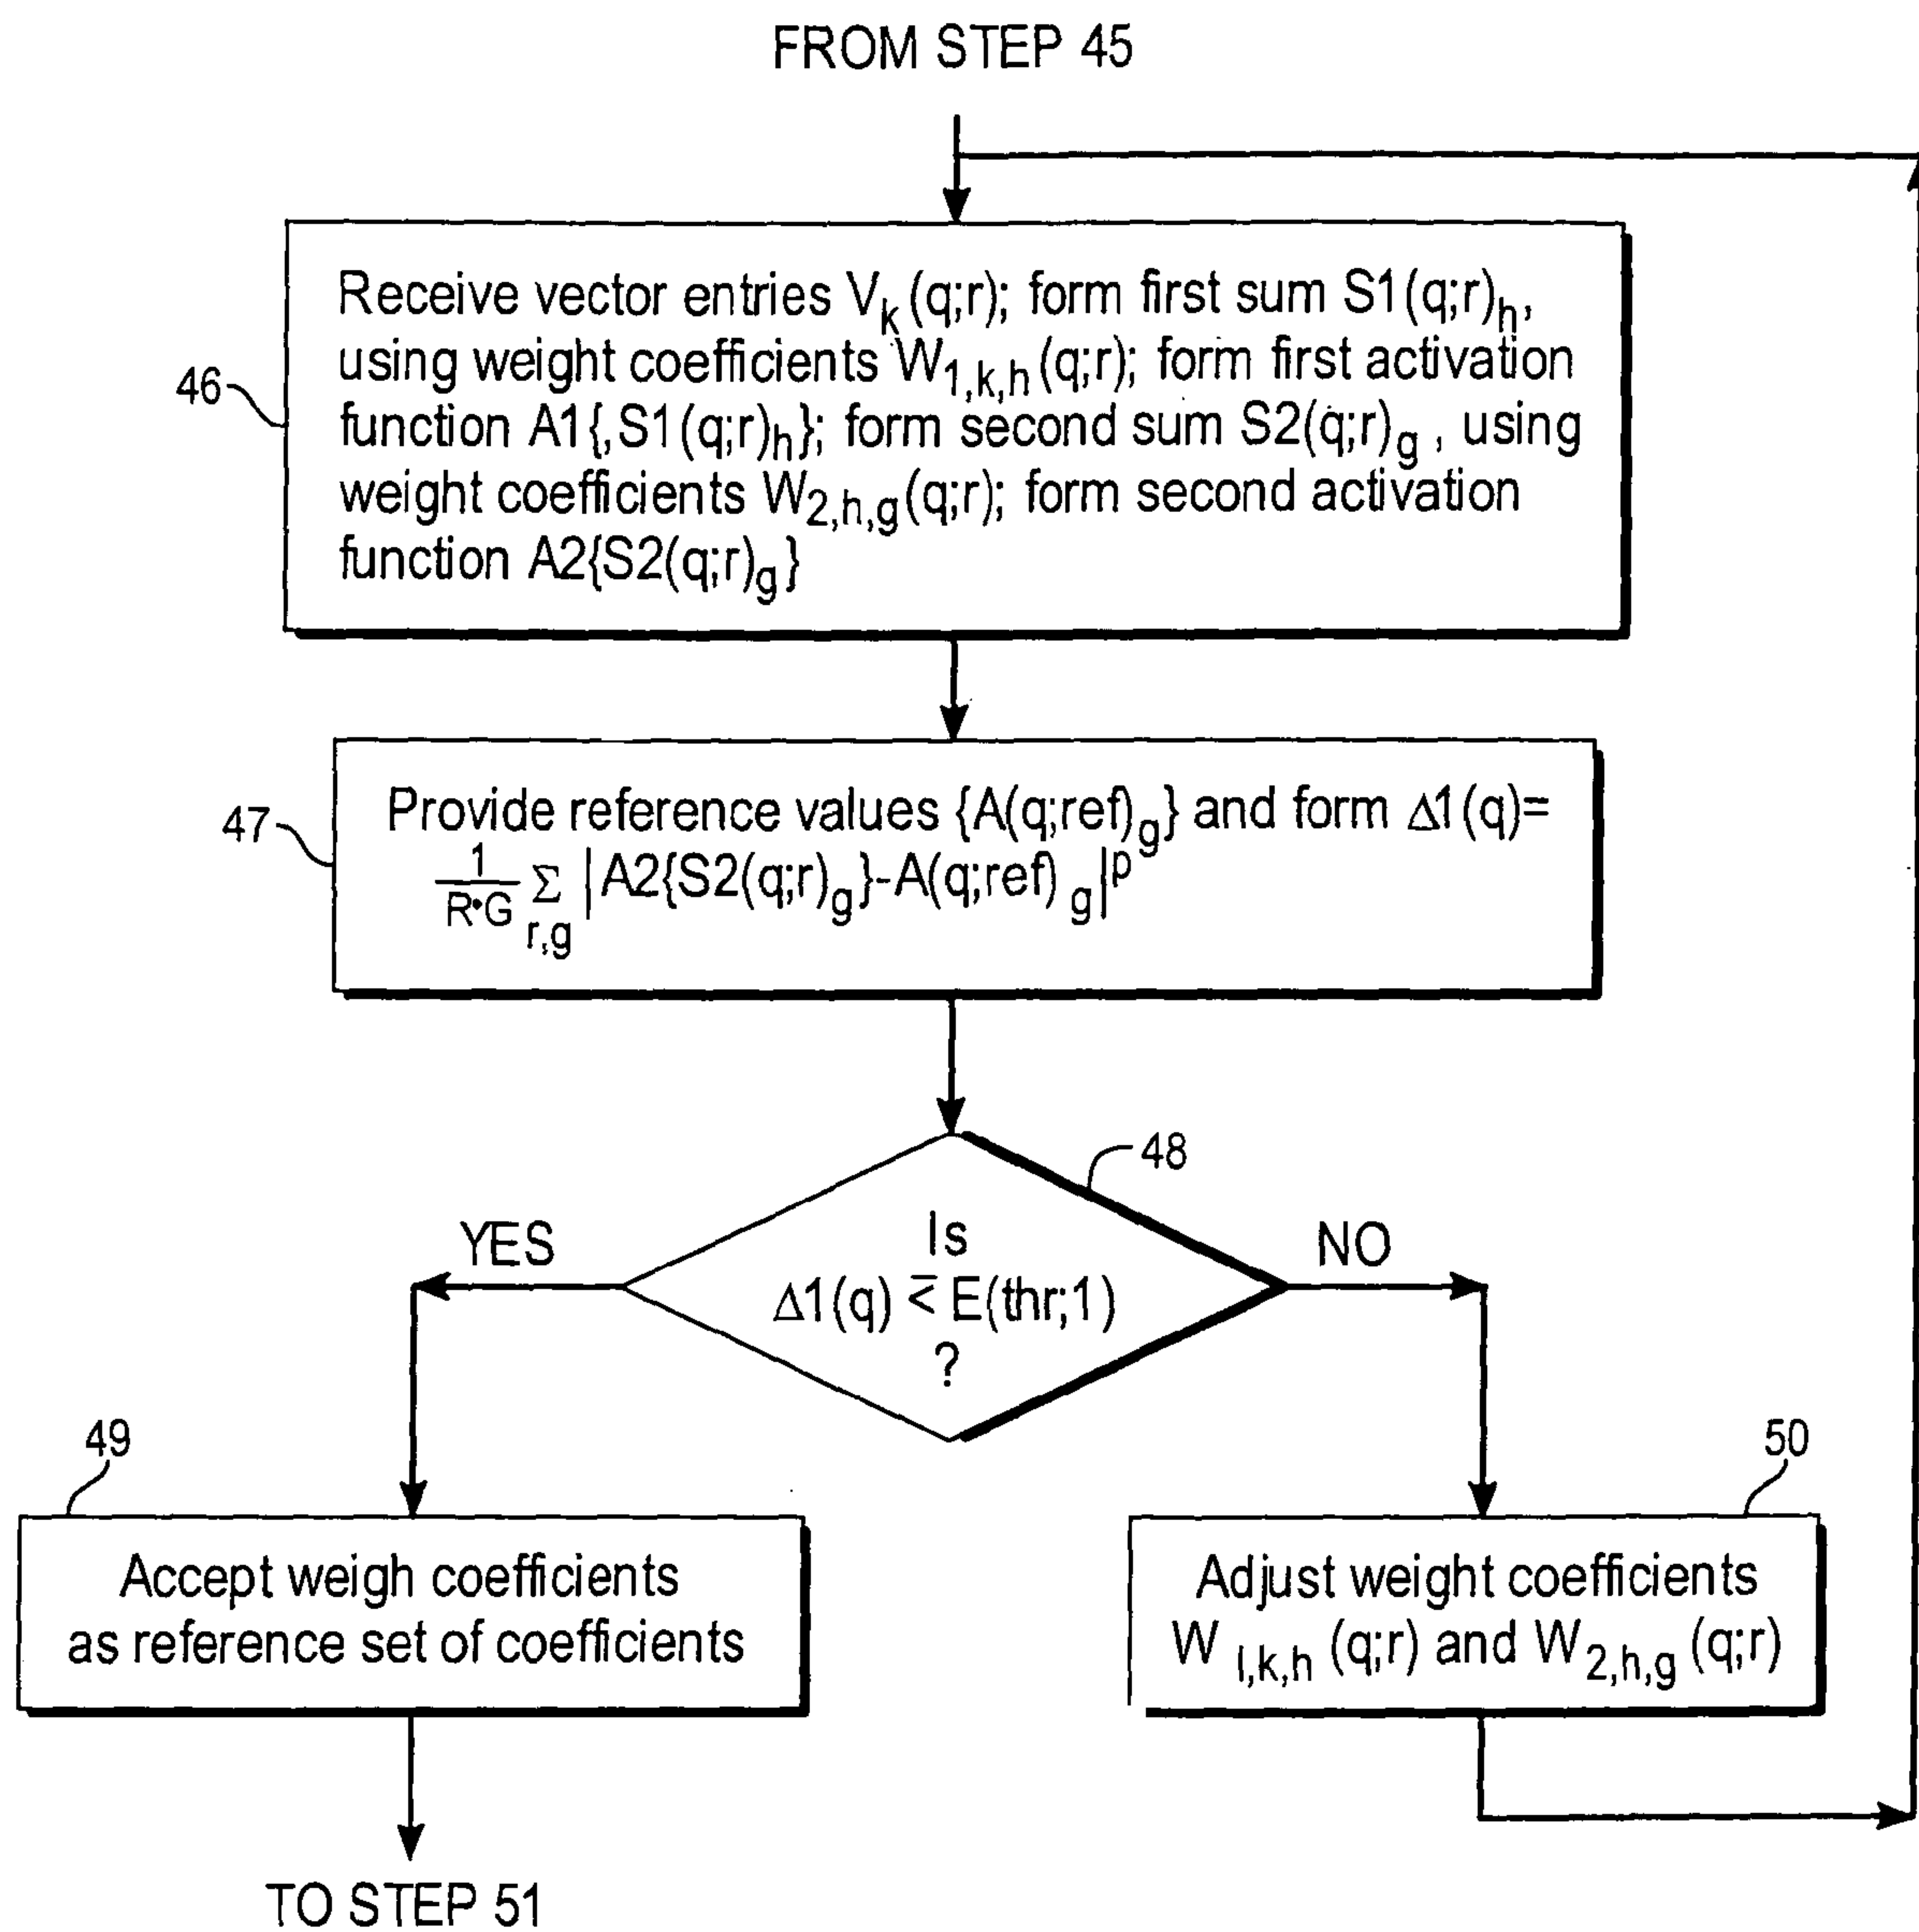 FROM STEP 45
46
Receive vector entries V_k(q;r); form first sum S1(q;r)_h,
using weight coefficients W_1,k,h(q;r); form first activation
function A1{,S1(q;r)_h}; form second sum S2(q;r)_g, using
weight coefficients W_2,h,g(q;r); form second activation
function A2{S2(q;r)_g}
47
Provide reference values {A(q;ref)_g} and form Δ1(q)=
1/R•G Σ_r,g |A2{S2(q;r)_g}-A(q;ref)_g|^p
48
YES
Is
NO
Δ1(q) ≤ E(thr;1)
?
49
50
Accept weigh coefficients
as reference set of coefficients
Adjust weight coefficients
W_l,k,h (q;r) and W_2,h,g (q;r)
TO STEP 51